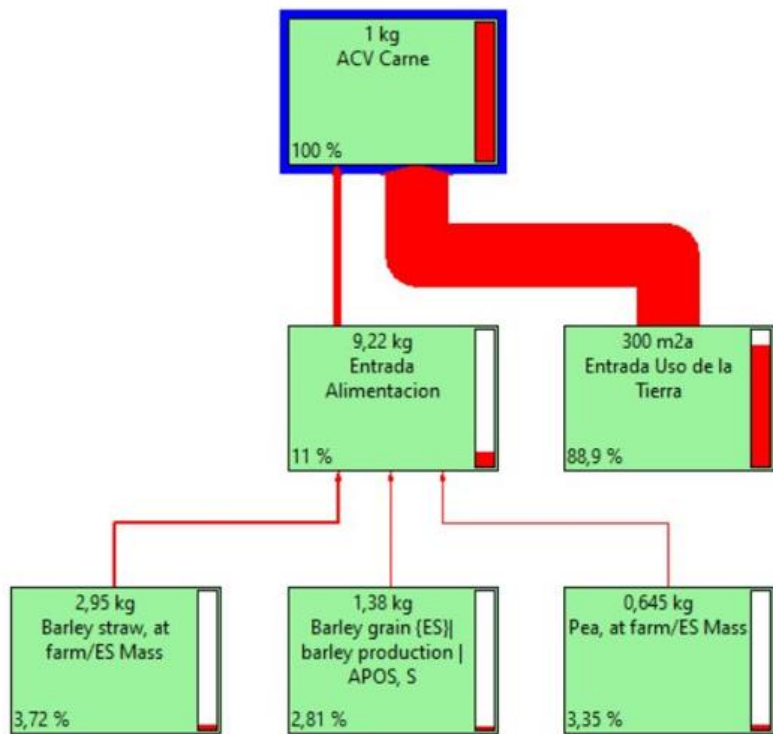 1 kg
ACV Carne
100 %
9,22 kg
Entrada
Alimentacion
11 %
300 m2a
Entrada Uso de la
Tierra
88,9 %
2,95 kg
Barley straw, at
farm/ES Mass
3,72 %
1,38 kg
Barley grain {ES}|
barley production |
APOS, S
2,81 %
0,645 kg
Pea, at farm/ES Mass
3,35 %